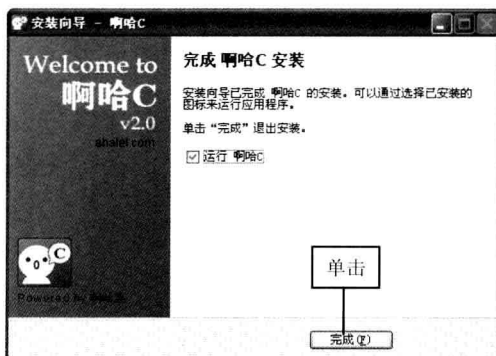 安装向导 - 啊哈C
Welcome to
啊哈C
v2.0
ahalei.com
完成 啊哈C 安装
安装向导已完成 啊哈C 的安装。可以通过选择已安装的
图标来运行应用程序。
单击“完成”退出安装。
运行 啊哈C
C
Powered by
单击
完成(F)